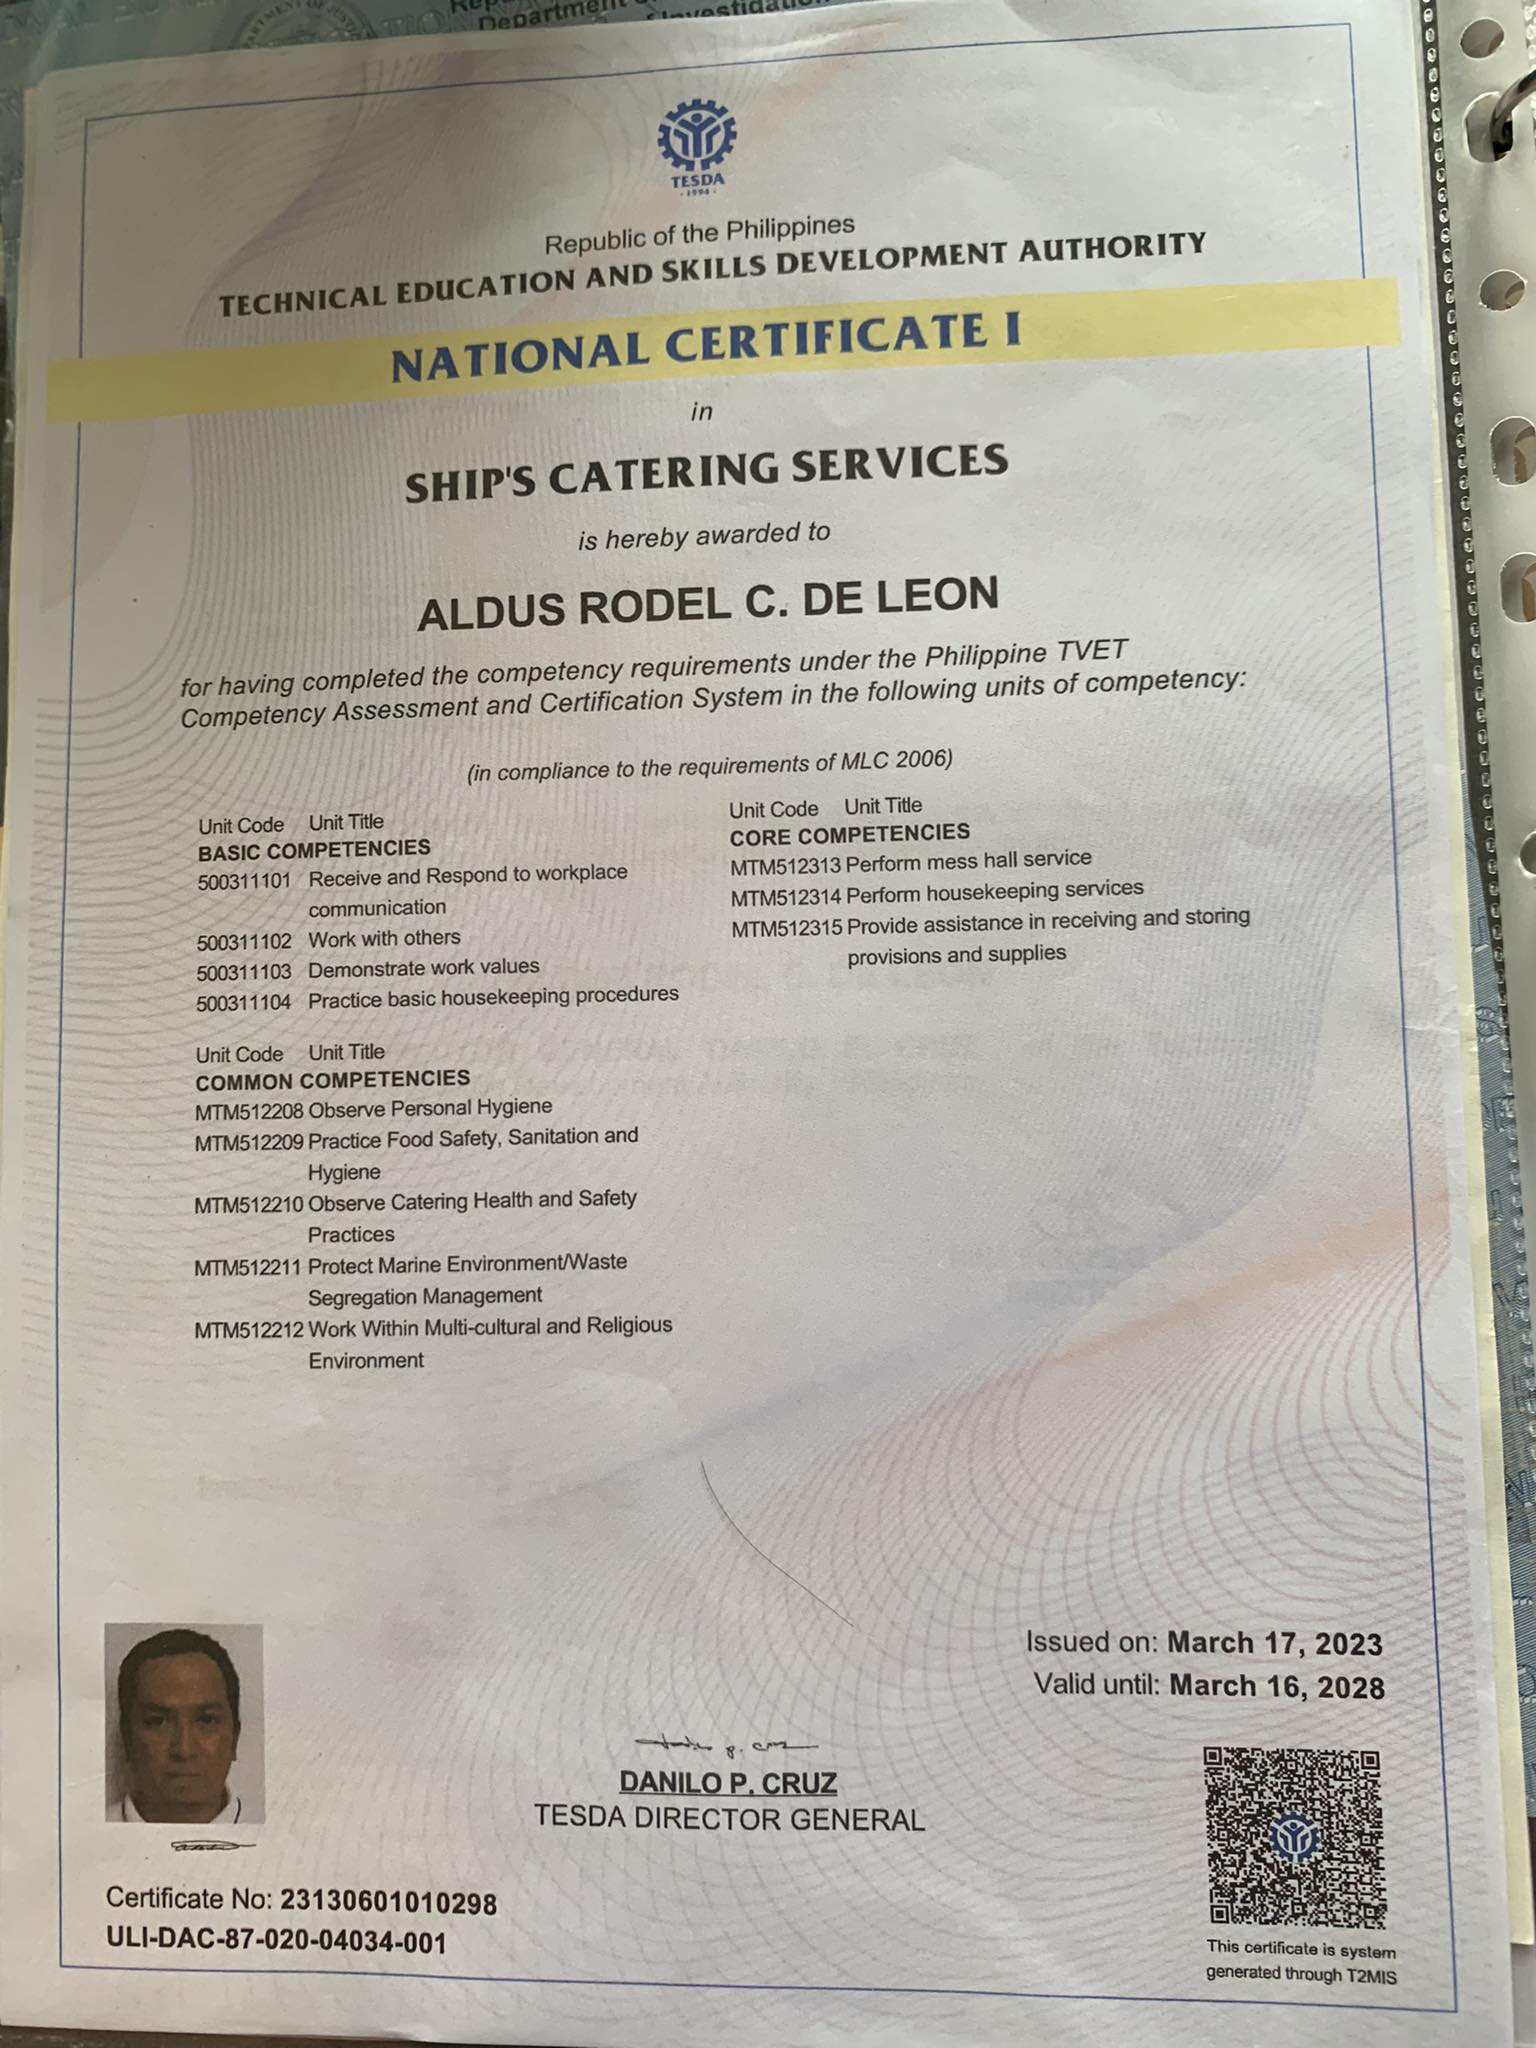 Department
TESDA
1994
Republic of the Philippines
TECHNICAL EDUCATION AND SKILLS DEVELOPMENT AUTHORITY
NATIONAL CERTIFICATE I
in
SHIP'S CATERING SERVICES
is hereby awarded to
ALDUS RODEL C. DE LEON
for having completed the competency requirements under the Philippine TVET
Competency Assessment and Certification System in the following units of competency:
(in compliance to the requirements of MLC 2006)
Unit Code Unit Title
BASIC COMPETENCIES
500311101 Receive and Respond to workplace
communication
500311102 Work with others
500311103 Demonstrate work values
500311104 Practice basic housekeeping procedures
Unit Code Unit Title
COMMON COMPETENCIES
MTM512208 Observe Personal Hygiene
MTM512209 Practice Food Safety, Sanitation and
Hygiene
MTM512210 Observe Catering Health and Safety
Practices
MTM512211 Protect Marine Environment/Waste
Segregation Management
MTM512212 Work Within Multi-cultural and Religious
Environment
Unit Code Unit Title
CORE COMPETENCIES
MTM512313 Perform mess hall service
MTM512314 Perform housekeeping services
MTM512315 Provide assistance in receiving and storing
provisions and supplies
Issued on: March 17, 2023
Valid until: March 16, 2028
DANILO P. CRUZ
TESDA DIRECTOR GENERAL
Certificate No: 23130601010298
ULI-DAC-87-020-04034-001
This certificate is system
generated through T2MIS